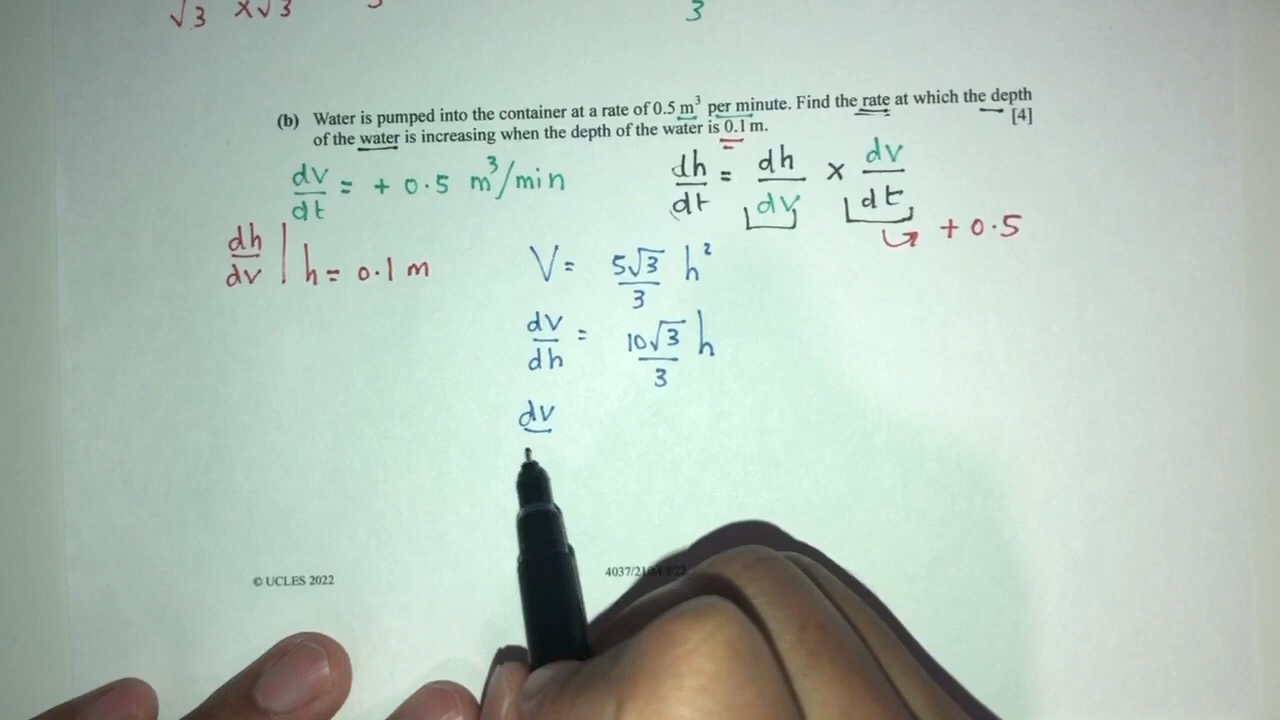 √3 ×√3 3 3
(b) Water is pumped into the container at a rate of 0.5 m³ per minute. Find the rate at which the depth
of the water is increasing when the depth of the water is 0.1 m. [4]
dv/dt = + 0.5 m³/min
dh/dt = dh/dv × dv/dt
→ + 0.5
dh/dv | h = 0.1 m
V = 5√3/3 h²
dv/dh = 10√3/3 h
dv
© UCLES 2022